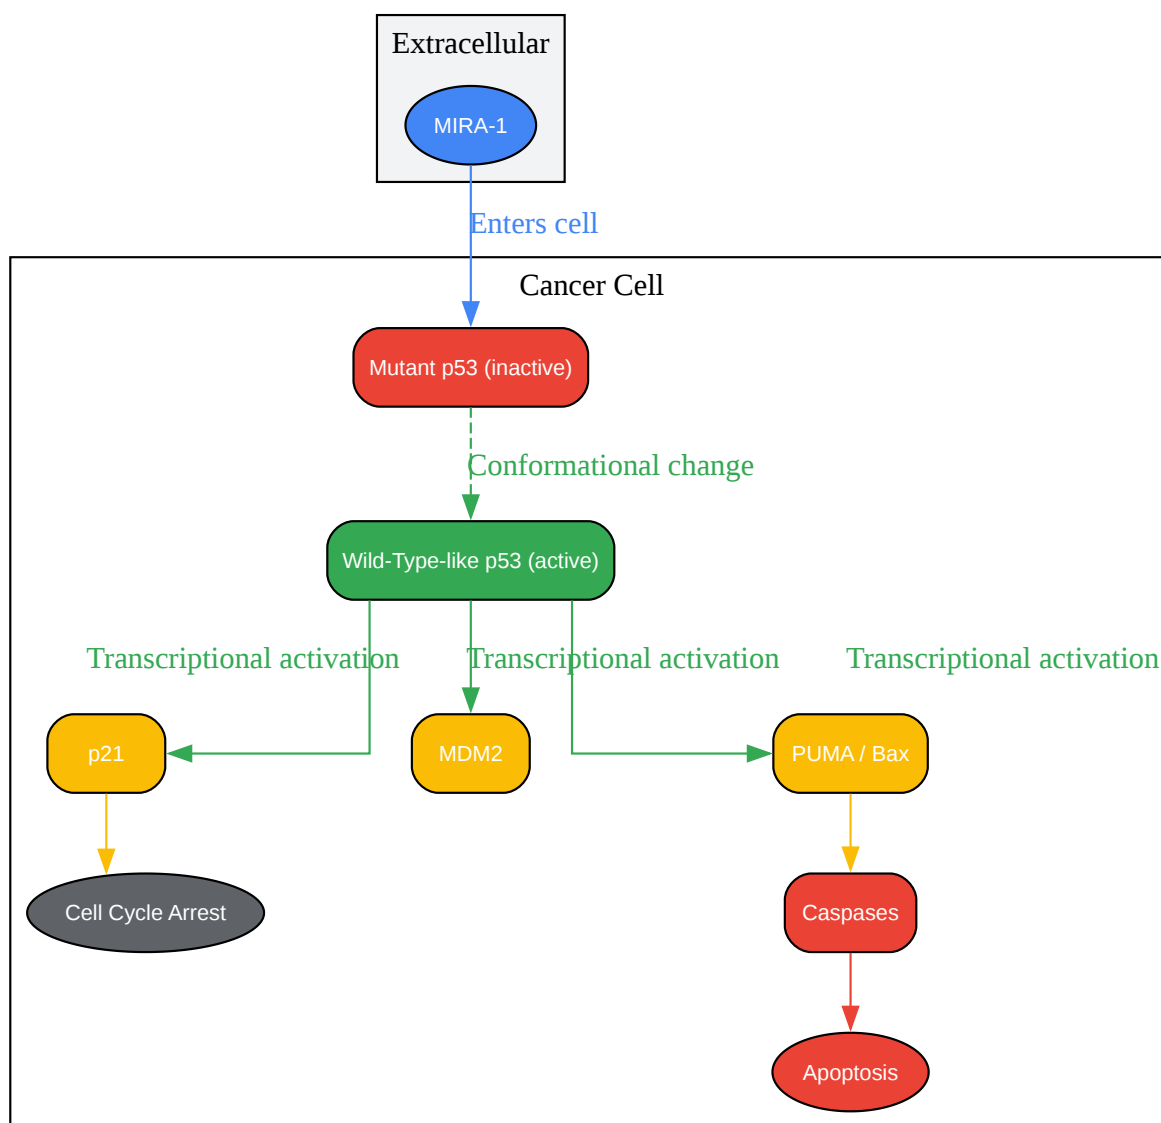 Extracellular
MIRA-1
Enters cell
Cancer Cell
Mutant p53 (inactive)
Conformational change
Wild-Type-like p53 (active)
Transcriptional activation
Transcriptional activation
Transcriptional activation
p21
MDM2
PUMA / Bax
Cell Cycle Arrest
Caspases
Apoptosis